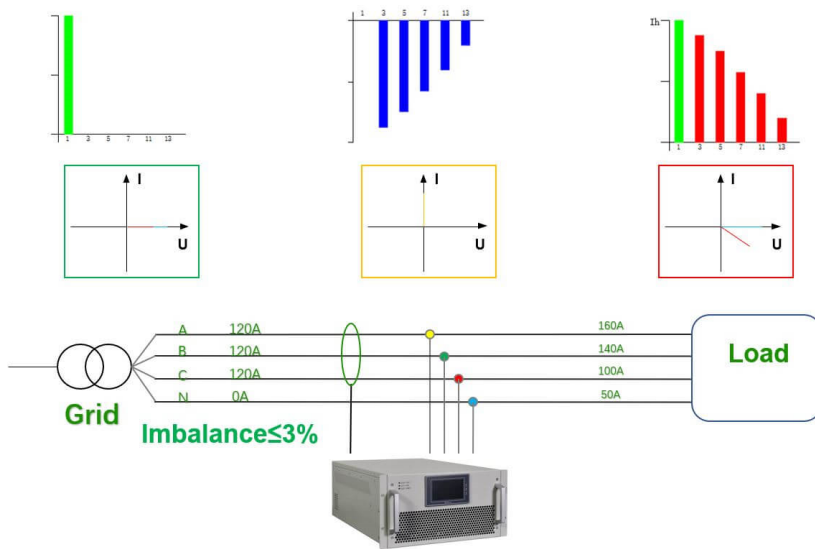 1 3 5 7 11 13
1 3 5 7 11 13
Ih
1 3 5 7 11 13
I
U
I
U
I
U
A 120A 160A
B 120A 140A
C 120A 100A
N 0A 50A
Grid
Load
Imbalance≤3%